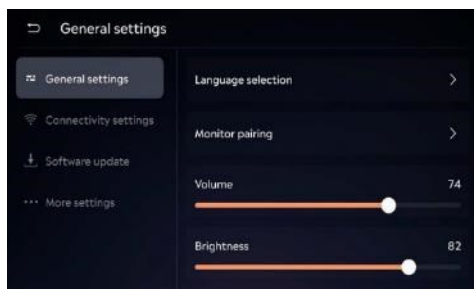 General settings
General settings
Connectivity settings
Software update
More settings
Language selection
Monitor pairing
Volume 74
Brightness 82